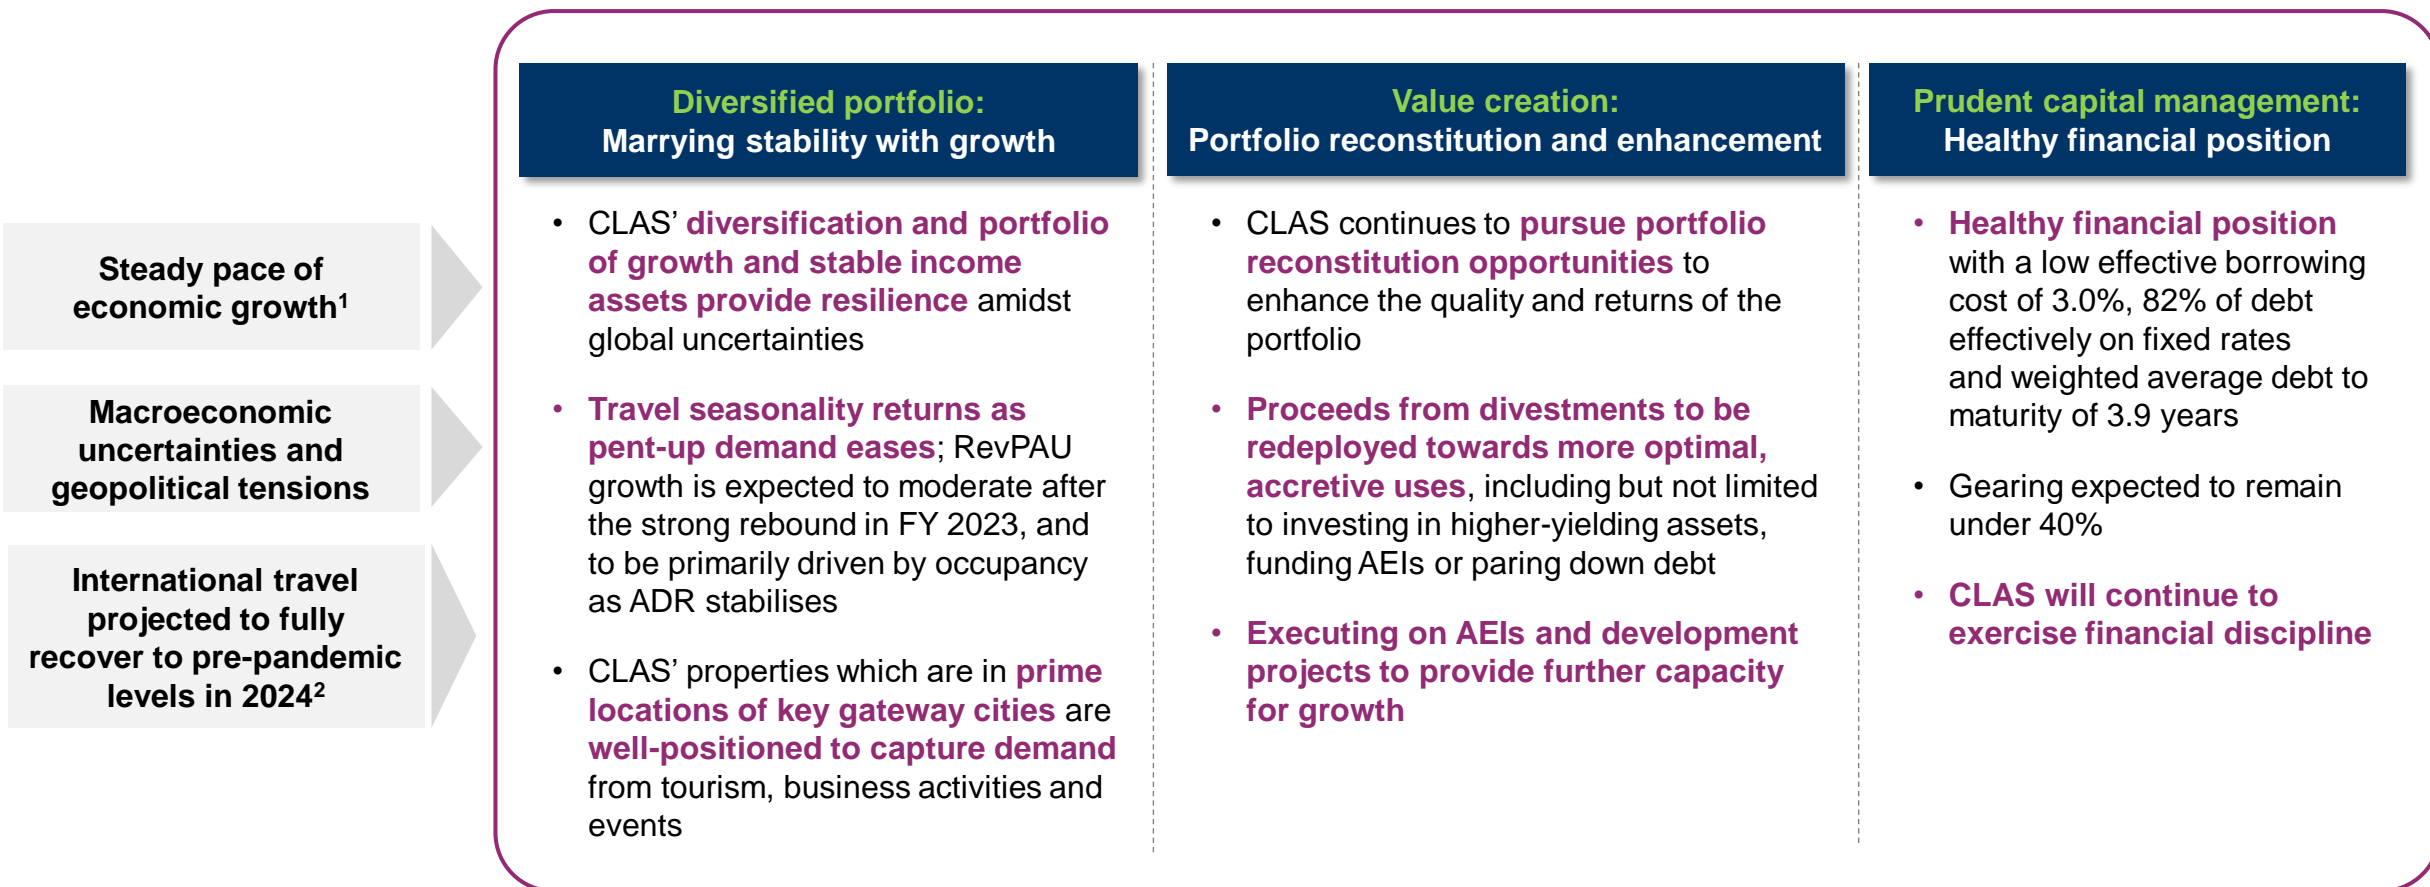 Steady pace of
economic growth¹
Macroeconomic
uncertainties and
geopolitical tensions
International travel
projected to fully
recover to pre-pandemic
levels in 2024²
Diversified portfolio:
Marrying stability with growth
• CLAS’ diversification and portfolio
of growth and stable income
assets provide resilience amidst
global uncertainties
• Travel seasonality returns as
pent-up demand eases; RevPAU
growth is expected to moderate after
the strong rebound in FY 2023, and
to be primarily driven by occupancy
as ADR stabilises
• CLAS’ properties which are in prime
locations of key gateway cities are
well-positioned to capture demand
from tourism, business activities and
events
Value creation:
Portfolio reconstitution and enhancement
• CLAS continues to pursue portfolio
reconstitution opportunities to
enhance the quality and returns of the
portfolio
• Proceeds from divestments to be
redeployed towards more optimal,
accretive uses, including but not limited
to investing in higher-yielding assets,
funding AEIs or paring down debt
• Executing on AEIs and development
projects to provide further capacity
for growth
Prudent capital management:
Healthy financial position
• Healthy financial position
with a low effective borrowing
cost of 3.0%, 82% of debt
effectively on fixed rates
and weighted average debt to
maturity of 3.9 years
• Gearing expected to remain
under 40%
• CLAS will continue to
exercise financial discipline